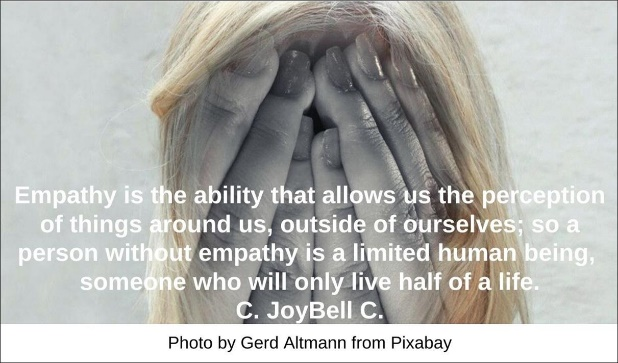 Empathy is the ability that allows us the perception
of things around us, outside of ourselves; so a
person without empathy is a limited human being,
someone who will only live half of a life.
C. JoyBell C.
Photo by Gerd Altmann from Pixabay